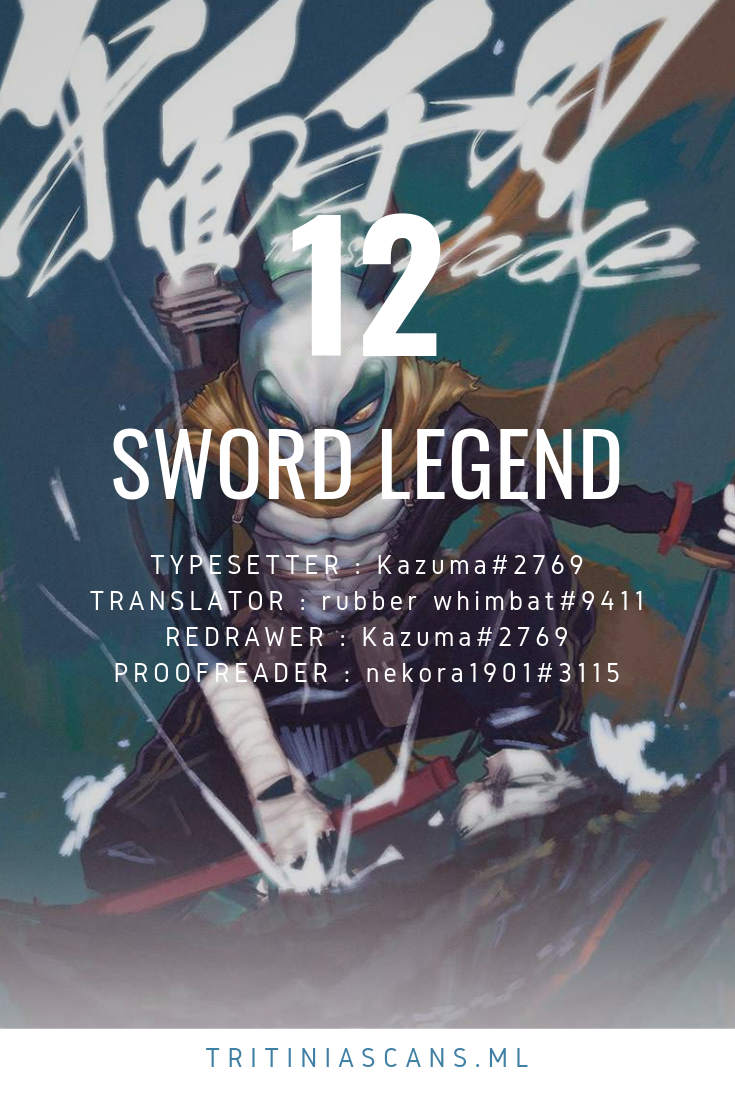 12
SWORD LEGEND
TYPESETTER : Kazuma#2769
TRANSLATOR : rubber whimbat#9411
REDRAWER : Kazuma#2769
PROOFREADER : nekora1901#3115
TRITINIASCANS.ML